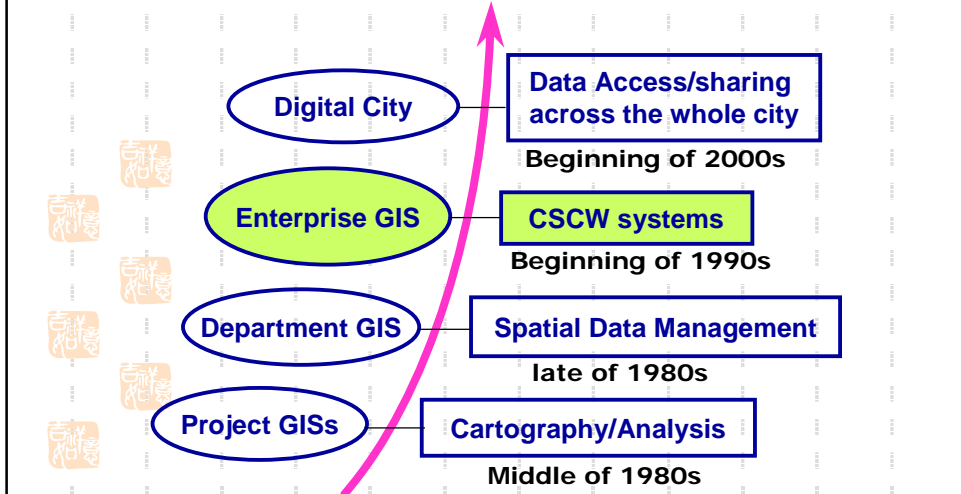 Digital City
Data Access/sharing
across the whole city
Beginning of 2000s
Enterprise GIS
CSCW systems
Beginning of 1990s
Department GIS
Spatial Data Management
late of 1980s
Project GISs
Cartography/Analysis
Middle of 1980s